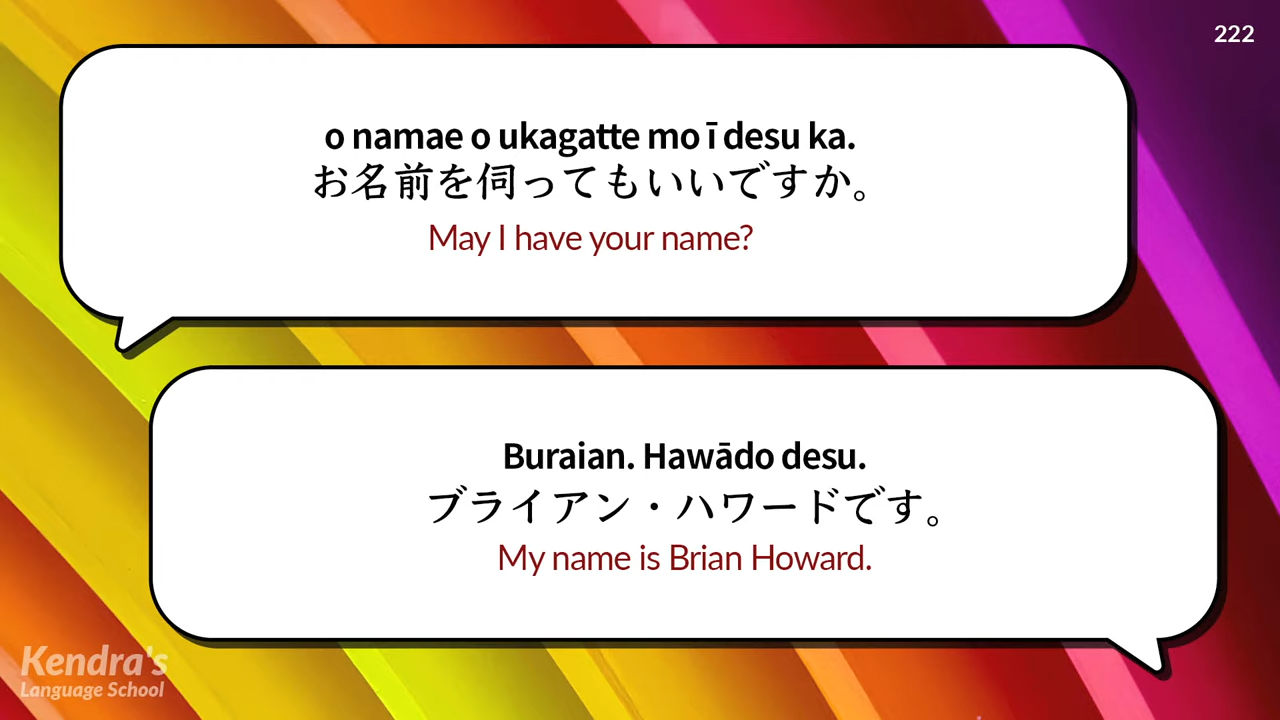 222
o namae o ukagatte mo ī desu ka.
お名前を伺ってもいいですか。
May I have your name?
Buraian. Hawādo desu.
ブライアン・ハワードです。
My name is Brian Howard.
Kendra's
Language School